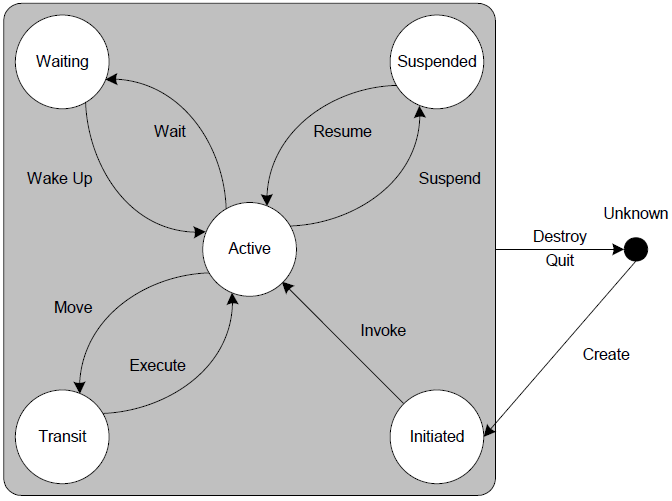 Waiting
Suspended
Wait
Resume
Wake Up
Suspend
Unknown
Active
Destroy
Quit
Move
Invoke
Create
Execute
Transit
Initiated